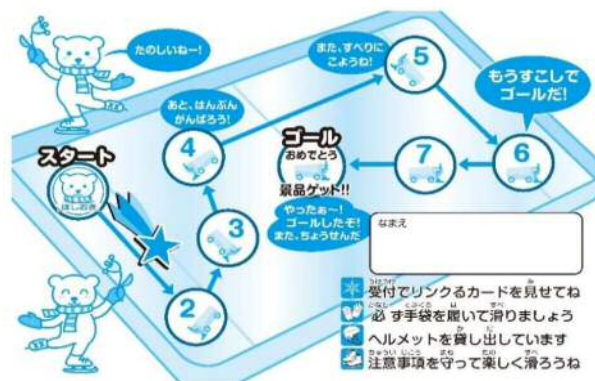 たのしいねー!
また、すべりに
こようね!
5
もうすこしで
ゴールだ!
あと、はんぶん
がんばろう!
4
ゴール
おめでとう
景品ゲット!!
7
6
スタート
3
やったぁ〜!
ゴールしたぞ!
また、ちょうせんだ
なまえ
2
受付でリンクるカードを見せてね
必ず手袋を履いて滑りましょう
ヘルメットを貸し出しています
注意事項を守って楽しく滑ろうね